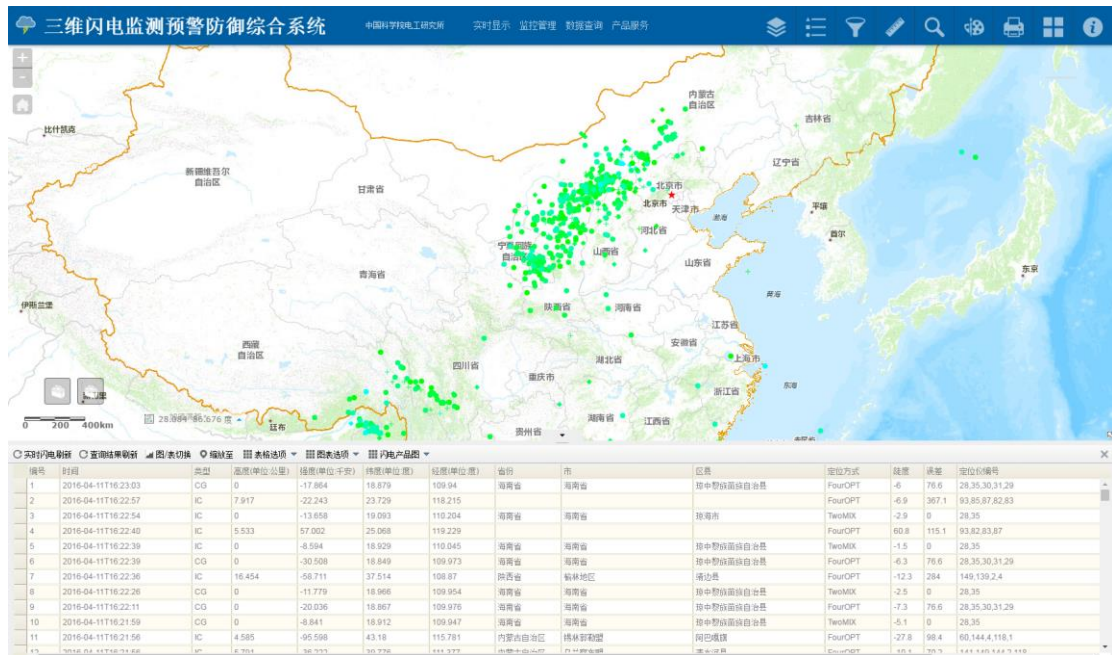 三维闪电监测预警防御综合系统 中国科学院电工研究所 实时显示 监控管理 数据查询 产品服务
内蒙古
自治区
吉林省
比什凯克
辽宁省
新疆维吾尔
自治区
甘肃省
北京市
北京市 天津市
渤海
平壤
河北省
首尔
宁夏回族
自治区
山西省
山东省
青海省
东京
黄海
伊斯兰堡
陕西省 河南省
江苏省
西藏
自治区
安徽省
上海市
四川省
湖北省
重庆市
浙江省
东海
湖南省 江西省
0 200 400km
28.084 86.676 度
廷布
贵州省
实时闪电刷新 查询结果刷新 图/表切换 缩放至 表格选项 图表选项 闪电产品图
编号 时间 类型 高度(单位:公里) 强度(单位:千安) 纬度(单位:度) 经度(单位:度) 省份 市 区县 定位方式 陡度 误差 定位仪编号
1 2016-04-11T16:23:03 CG 0 -17.864 18.879 109.94 海南省 海南省 琼中黎族苗族自治县 FourOPT -6 76.6 28,35,30,31,29
2 2016-04-11T16:22:57 IC 7.917 -22.243 23.729 118.215 FourOPT -6.9 367.1 93,85,87,82,83
3 2016-04-11T16:22:54 IC 0 -13.658 19.093 110.204 海南省 海南省 琼海市 TwoMIX -2.9 0 28,35
4 2016-04-11T16:22:40 IC 5.533 57.002 25.068 119.229 FourOPT 60.8 115.1 93,82,83,87
5 2016-04-11T16:22:39 IC 0 -8.594 18.929 110.045 海南省 海南省 琼中黎族苗族自治县 TwoMIX -1.5 0 28,35
6 2016-04-11T16:22:39 CG 0 -30.508 18.849 109.973 海南省 海南省 琼中黎族苗族自治县 FourOPT -6.3 76.6 28,35,30,31,29
7 2016-04-11T16:22:36 IC 16.454 -58.711 37.514 108.87 陕西省 榆林地区 靖边县 FourOPT -12.3 284 149,139,2,4
8 2016-04-11T16:22:26 CG 0 -11.779 18.966 109.954 海南省 海南省 琼中黎族苗族自治县 TwoMIX -2.5 0 28,35
9 2016-04-11T16:22:11 CG 0 -20.036 18.867 109.976 海南省 海南省 琼中黎族苗族自治县 FourOPT -7.3 76.6 28,35,30,31,29
10 2016-04-11T16:21:59 CG 0 -8.841 18.912 109.947 海南省 海南省 琼中黎族苗族自治县 TwoMIX -5.1 0 28,35
11 2016-04-11T16:21:56 IC 4.585 -95.598 43.18 115.781 内蒙古自治区 锡林郭勒盟 阿巴嘎旗 FourOPT -27.8 98.4 60,144,4,118,1